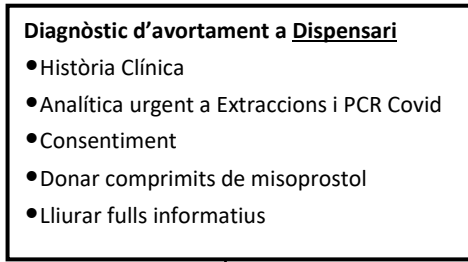 Diagnòstic d’avortament a Dispensari
•Història Clínica
•Analítica urgent a Extraccions i PCR Covid
•Consentiment
•Donar comprimits de misoprostol
•Lliurar fulls informatius